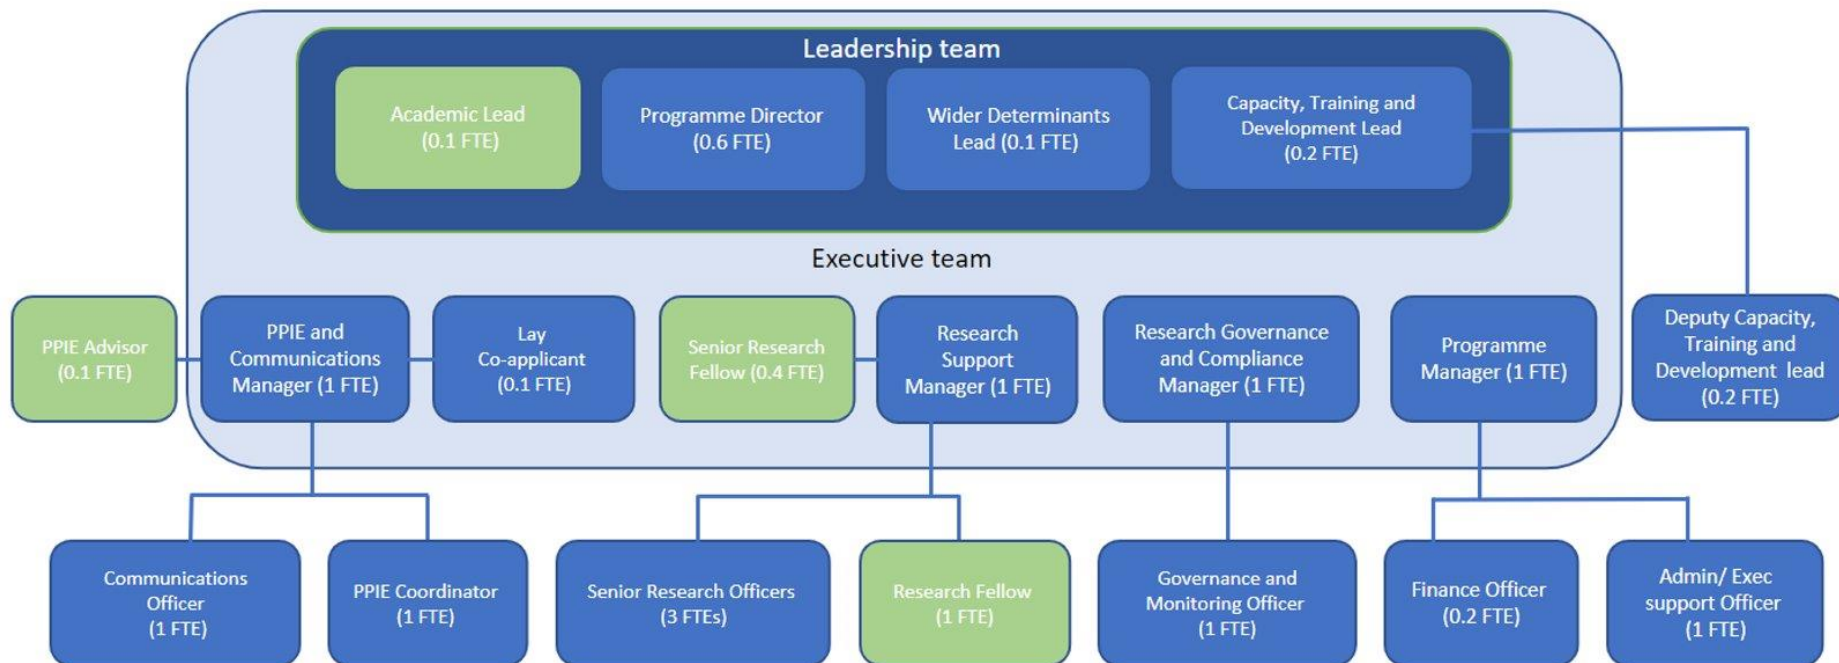 Leadership team
Academic Lead
(0.1 FTE)
Programme Director
(0.6 FTE)
Wider Determinants
Lead (0.1 FTE)
Capacity, Training and
Development Lead
(0.2 FTE)
Executive team
PPIE Advisor
(0.1 FTE)
PPIE and
Communications
Manager (1 FTE)
Lay
Co-applicant
(0.1 FTE)
Senior Research
Fellow (0.4 FTE)
Research
Support
Manager (1 FTE)
Research Governance
and Compliance
Manager (1 FTE)
Programme
Manager (1 FTE)
Deputy Capacity,
Training and
Development lead
(0.2 FTE)
Communications
Officer
(1 FTE)
PPIE Coordinator
(1 FTE)
Senior Research Officers
(3 FTEs)
Research Fellow
(1 FTE)
Governance and
Monitoring Officer
(1 FTE)
Finance Officer
(0.2 FTE)
Admin/ Exec
support Officer
(1 FTE)